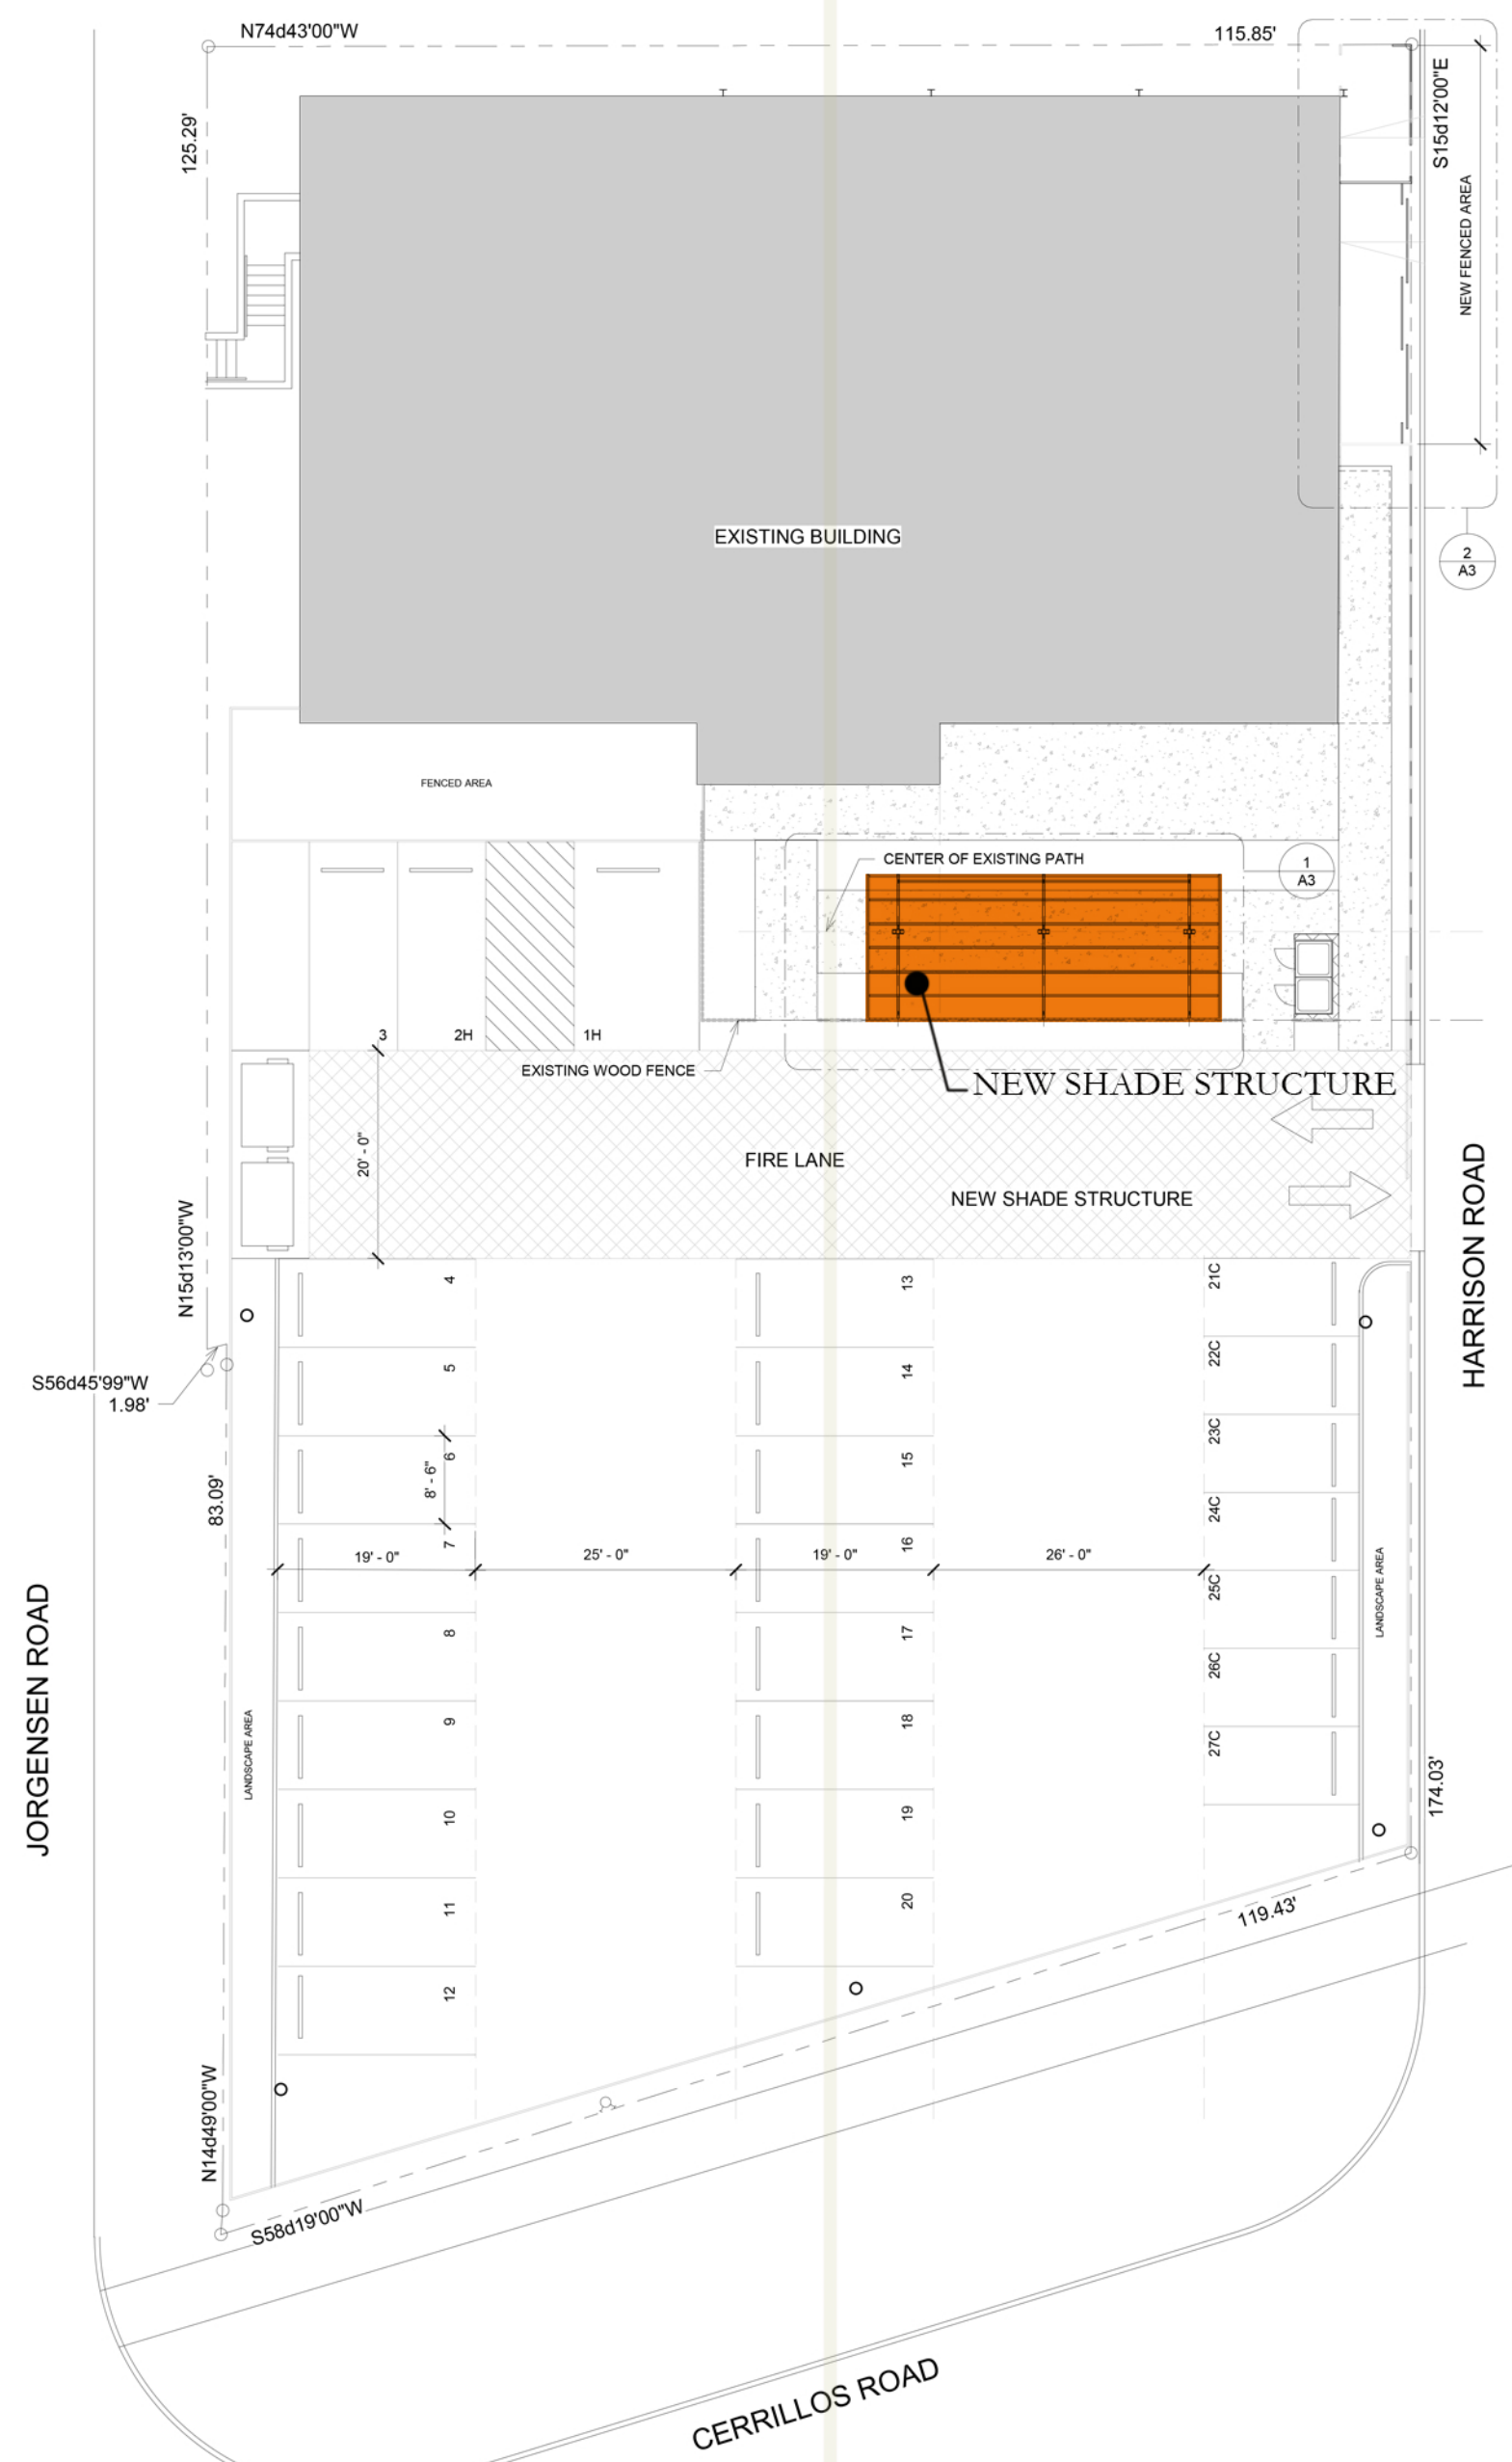 N74d43'00"W
115.85'
125.29'
S15d12'00"E
NEW FENCED AREA
EXISTING BUILDING
2
A3
FENCED AREA
CENTER OF EXISTING PATH
1
A3
3
2H
1H
EXISTING WOOD FENCE
NEW SHADE STRUCTURE
20' - 0"
FIRE LANE
NEW SHADE STRUCTURE
N15d13'00"W
HARRISON ROAD
S56d45'99"W
1.98'
83.09'
4
5
6
8' - 6"
7
8
9
10
11
12
13
14
15
16
17
18
19
20
21C
22C
23C
24C
25C
26C
27C
19' - 0"
25' - 0"
19' - 0"
26' - 0"
LANDSCAPE AREA
LANDSCAPE AREA
JORGENSEN ROAD
174.03'
119.43'
N14d49'00"W
S58d19'00"W
CERRILLOS ROAD